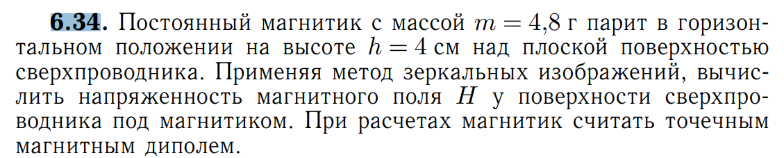 6.34. Постоянный магнитик с массой m = 4,8 г парит в горизон-
тальном положении на высоте h = 4 см над плоской поверхностью
сверхпроводника. Применяя метод зеркальных изображений, вычис-
лить напряженность магнитного поля H у поверхности сверхпро-
водника под магнитиком. При расчетах магнитик считать точечным
магнитным диполем.